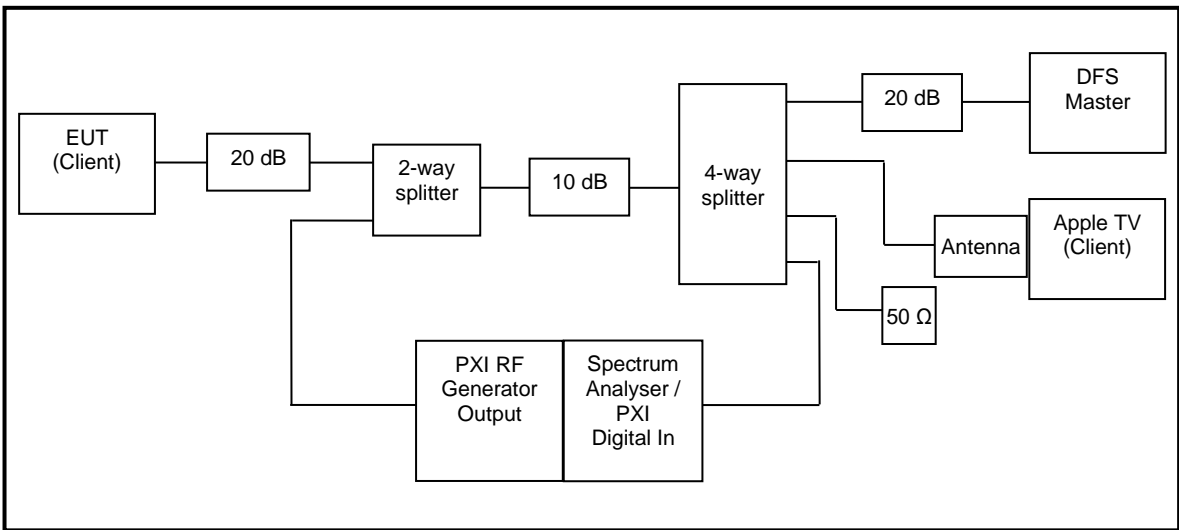 EUT
(Client)
20 dB
2-way
splitter
10 dB
4-way
splitter
20 dB
DFS
Master
Antenna
Apple TV
(Client)
50 Ω
PXI RF
Generator
Output
Spectrum
Analyser /
PXI
Digital In